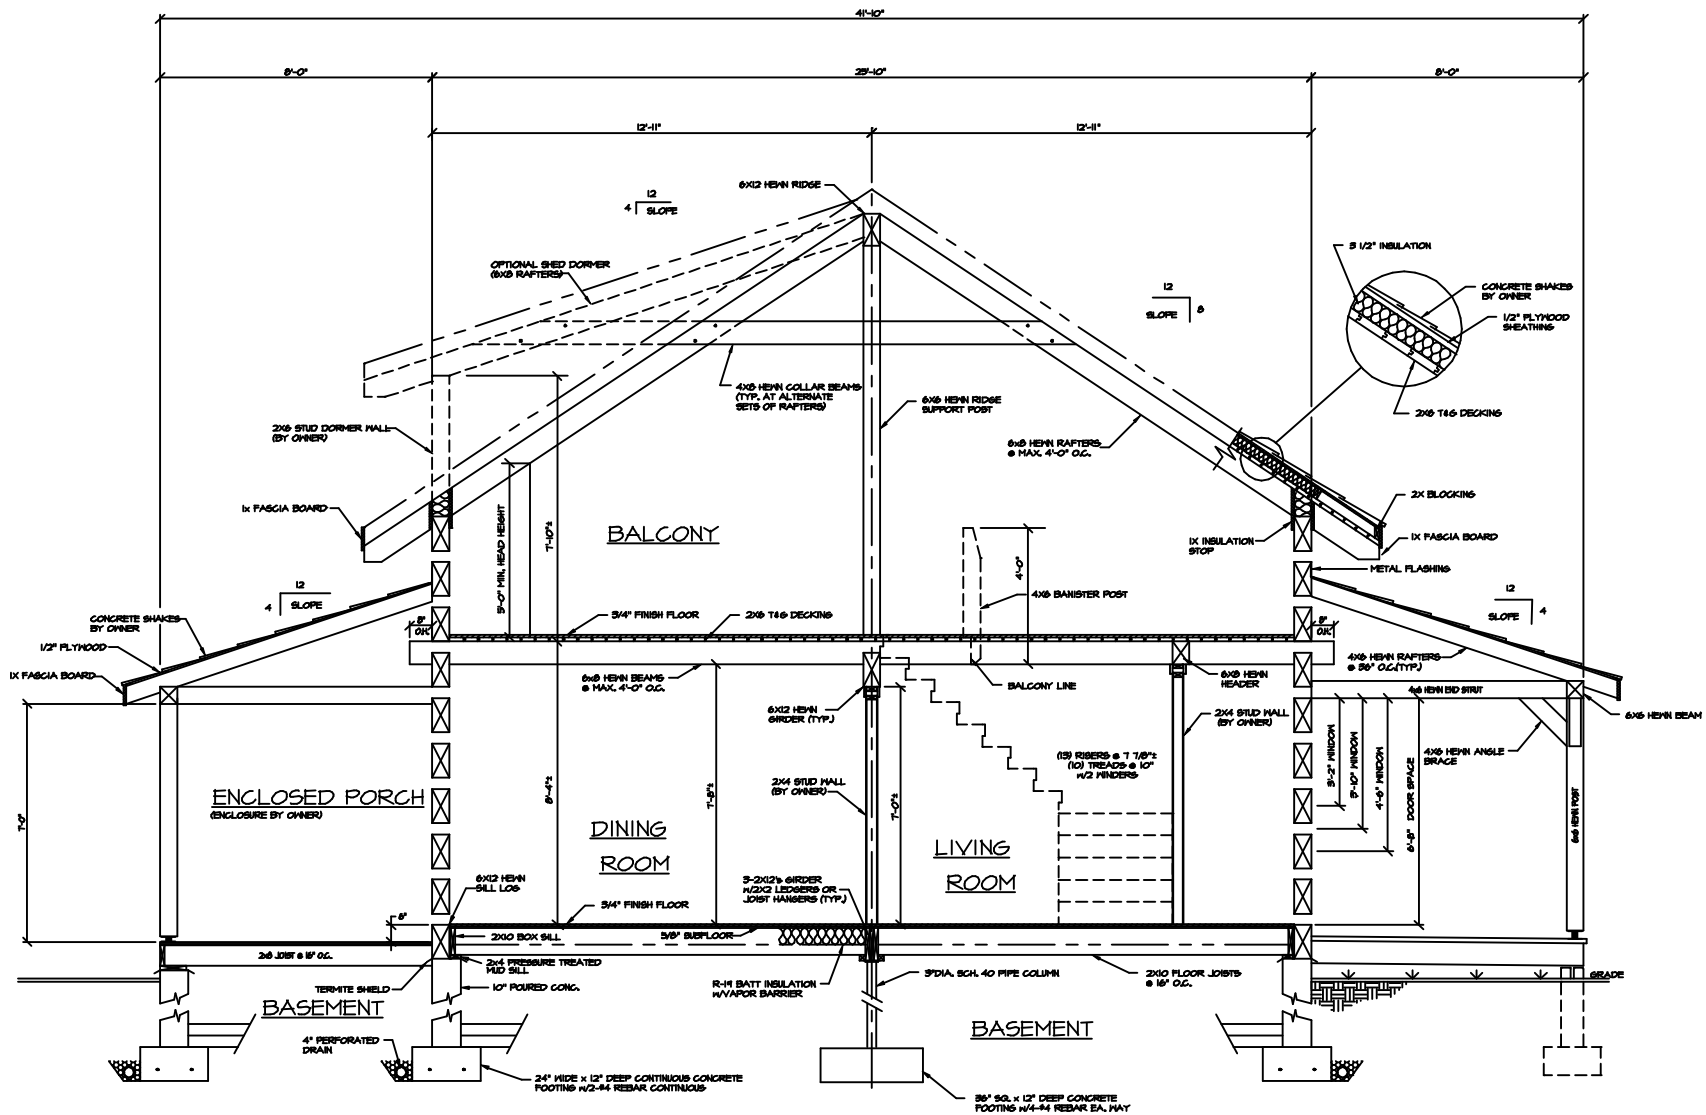 41'-10"
8'-0"
25'-10"
8'-0"
12'-11"
12'-11"
6X12 HEWN RIDGE
12
4
SLOPE
OPTIONAL SHED DORMER
(6X8 RAFTERS)
3 1/2" INSULATION
12
SLOPE
8
CONCRETE SHAKES
BY OWNER
1/2" PLYWOOD
SHEATHING
4X8 HEWN COLLAR BEAMS
(TYP. AT ALTERNATE
SETS OF RAFTERS)
6X6 HEWN RIDGE
SUPPORT POST
2X6 T&G DECKING
2X6 STUD DORMER WALL
(BY OWNER)
6x8 HEWN RAFTERS
@ MAX. 4'-0" O.C.
1x FASCIA BOARD
5'-0" MIN. HEAD HEIGHT
7'-10"±
BALCONY
2X BLOCKING
1X INSULATION
STOP
1X FASCIA BOARD
4'-0"
METAL FLASHING
12
4
SLOPE
12
SLOPE
4
4X6 BANISTER POST
CONCRETE SHAKES
BY OWNER
8"
O.H.
3/4" FINISH FLOOR
2X6 T&G DECKING
8"
O.H.
1/2" PLYWOOD
1X FASCIA BOARD
6x8 HEWN BEAMS
@ MAX. 4'-0" O.C.
BALCONY LINE
6X8 HEWN
HEADER
4X6 HEWN RAFTERS
@ 36" O.C.(TYP.)
4x6 HEWN END STRUT
6X12 HEWN
GIRDER (TYP.)
2X4 STUD WALL
(BY OWNER)
6X6 HEWN BEAM
4X6 HEWN ANGLE
BRACE
(13) RISERS @ 7 7/8"±
(10) TREADS @ 10"
w/2 WINDERS
3'-2" WINDOW
3'-10" WINDOW
4'-6" WINDOW
6'-8" DOOR SPACE
2X4 STUD WALL
(BY OWNER)
8'-4"±
7'-8"±
7'-0"±
6x6 HEWN POST
ENCLOSED PORCH
(ENCLOSURE BY OWNER)
7'-0"
DINING
ROOM
LIVING
ROOM
6X12 HEWN
SILL LOG
3-2X12's GIRDER
W/2X2 LEDGERS OR
JOIST HANGERS (TYP.)
3/4" FINISH FLOOR
6"
2X10 BOX SILL
5/8" SUBFLOOR
2x8 JOIST @ 16" O.C.
2x4 PRESSURE TREATED
MUD SILL
TERMITE SHIELD
10" POURED CONC.
R-19 BATT INSULATION
W/VAPOR BARRIER
3"DIA. SCH. 40 PIPE COLUMN
2X10 FLOOR JOISTS
@ 16" O.C.
GRADE
BASEMENT
BASEMENT
4" PERFORATED
DRAIN
24" WIDE x 12" DEEP CONTINUOUS CONCRETE
FOOTING W/2-#4 REBAR CONTINUOUS
36" SQ. x 12" DEEP CONCRETE
FOOTING W/4-#4 REBAR EA. WAY